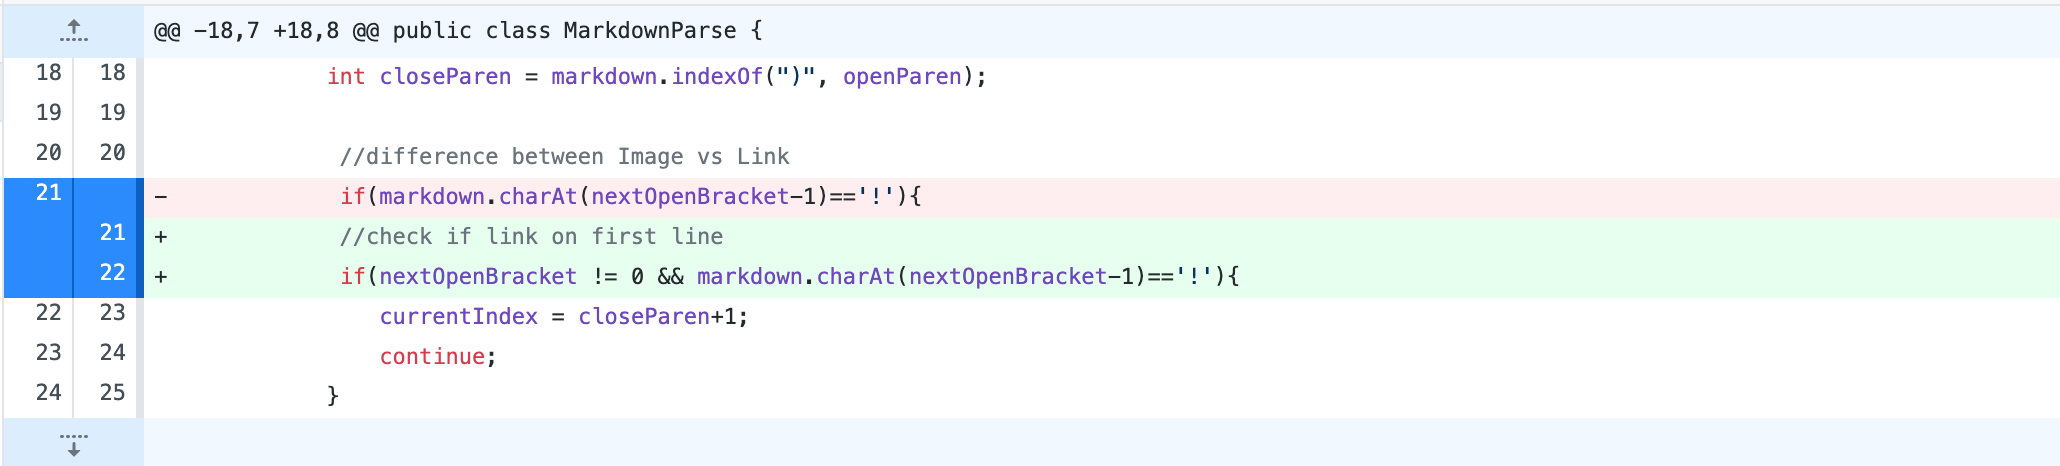 @@ -18,7 +18,8 @@ public class MarkdownParse {
18 18 int closeParen = markdown.indexOf(")", openParen);
19 19
20 20 //difference between Image vs Link
21 - if(markdown.charAt(nextOpenBracket-1)=='!'){
21 + //check if link on first line
22 + if(nextOpenBracket != 0 && markdown.charAt(nextOpenBracket-1)=='!'){
22 23 currentIndex = closeParen+1;
23 24 continue;
24 25 }